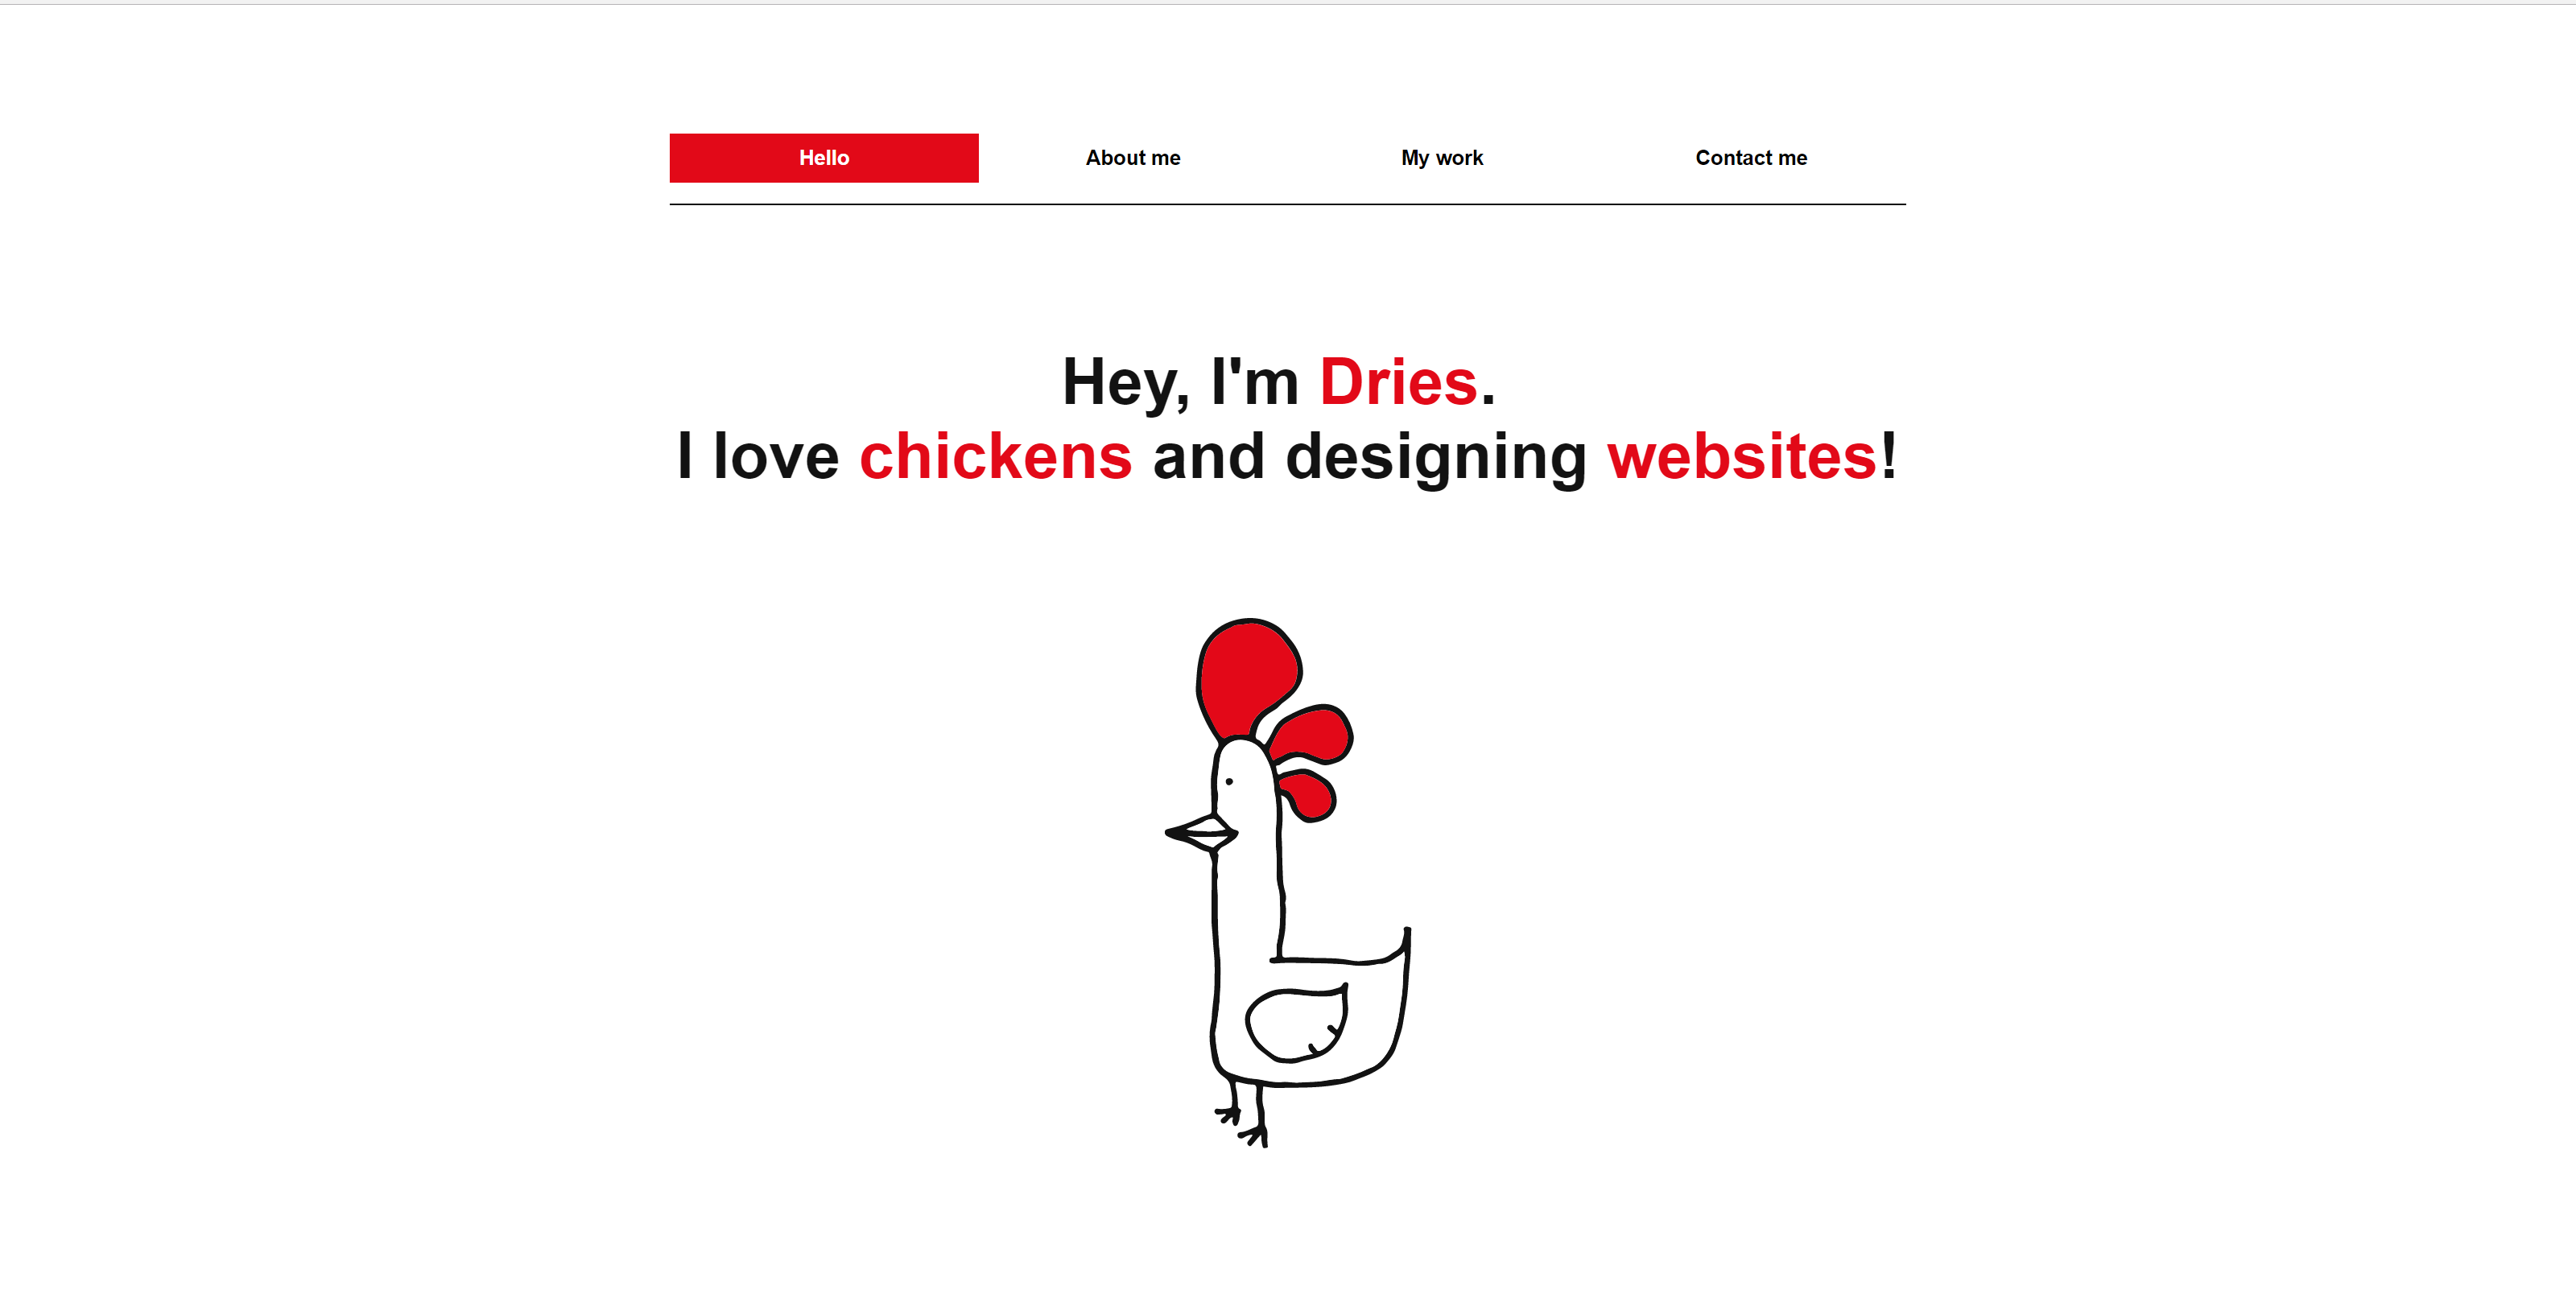 Hello About me My work Contact me
Hey, I'm Dries.
I love chickens and designing websites!